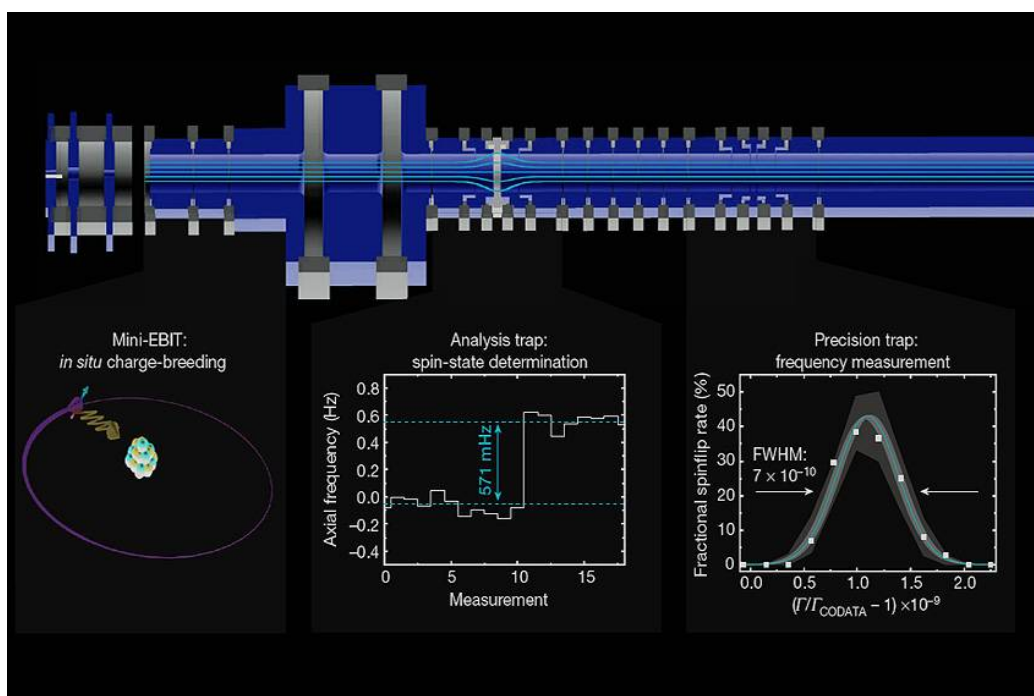 Mini-EBIT:
in situ charge-breeding
Analysis trap:
spin-state determination
Axial frequency (Hz)
0.8
0.6
0.4
0.2
0.0
–0.2
–0.4
571 mHz
0 5 10 15
Measurement
Precision trap:
frequency measurement
Fractional spinflip rate (%)
50
40
30
20
10
0
FWHM:
7 × 10⁻¹⁰
0.0 0.5 1.0 1.5 2.0
(Γ/Γ_CODATA – 1) ×10⁻⁹